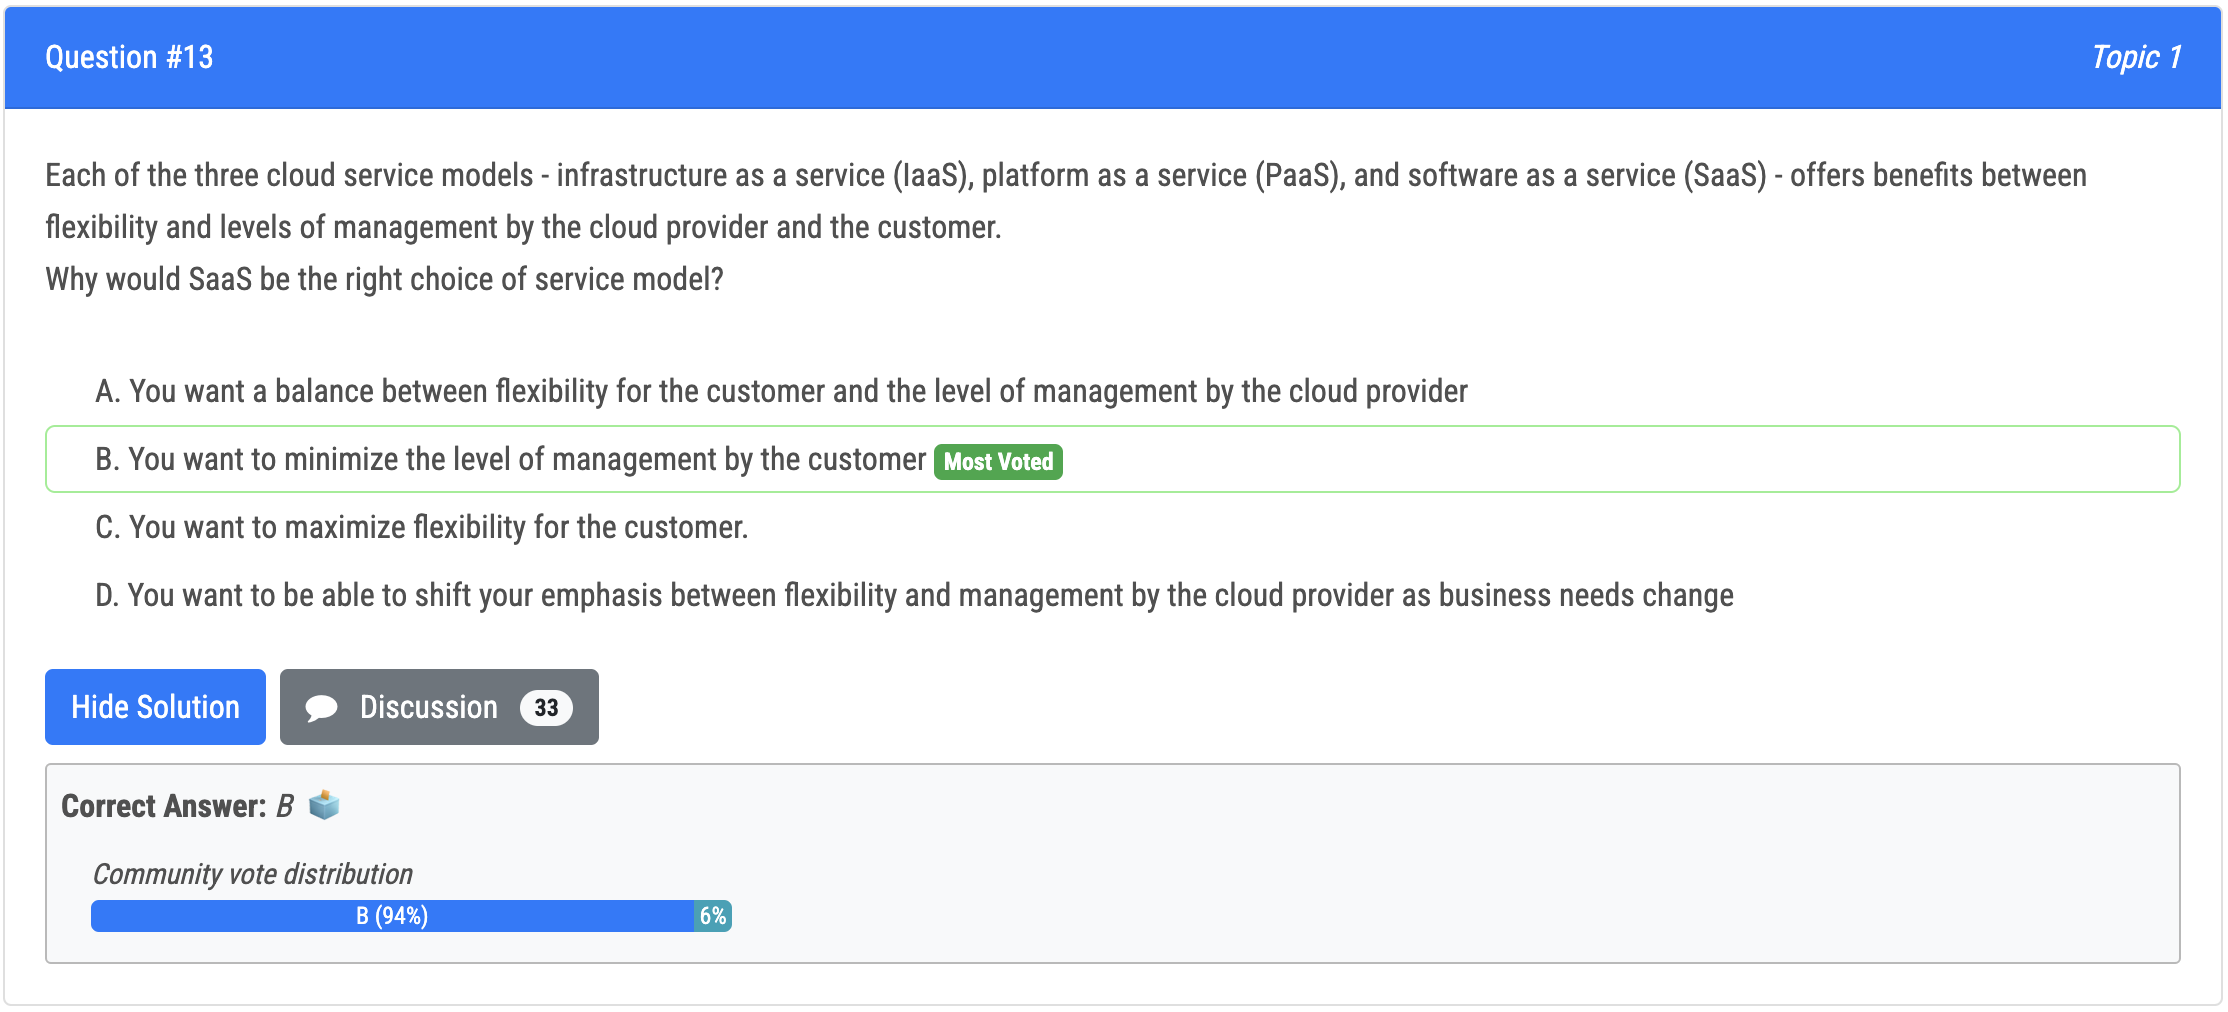 Question #13
Topic 1
Each of the three cloud service models - infrastructure as a service (IaaS), platform as a service (PaaS), and software as a service (SaaS) - offers benefits between
flexibility and levels of management by the cloud provider and the customer.
Why would SaaS be the right choice of service model?
A. You want a balance between flexibility for the customer and the level of management by the cloud provider
B. You want to minimize the level of management by the customer Most Voted
C. You want to maximize flexibility for the customer.
D. You want to be able to shift your emphasis between flexibility and management by the cloud provider as business needs change
Hide Solution Discussion 33
Correct Answer: B
Community vote distribution
B (94%) 6%